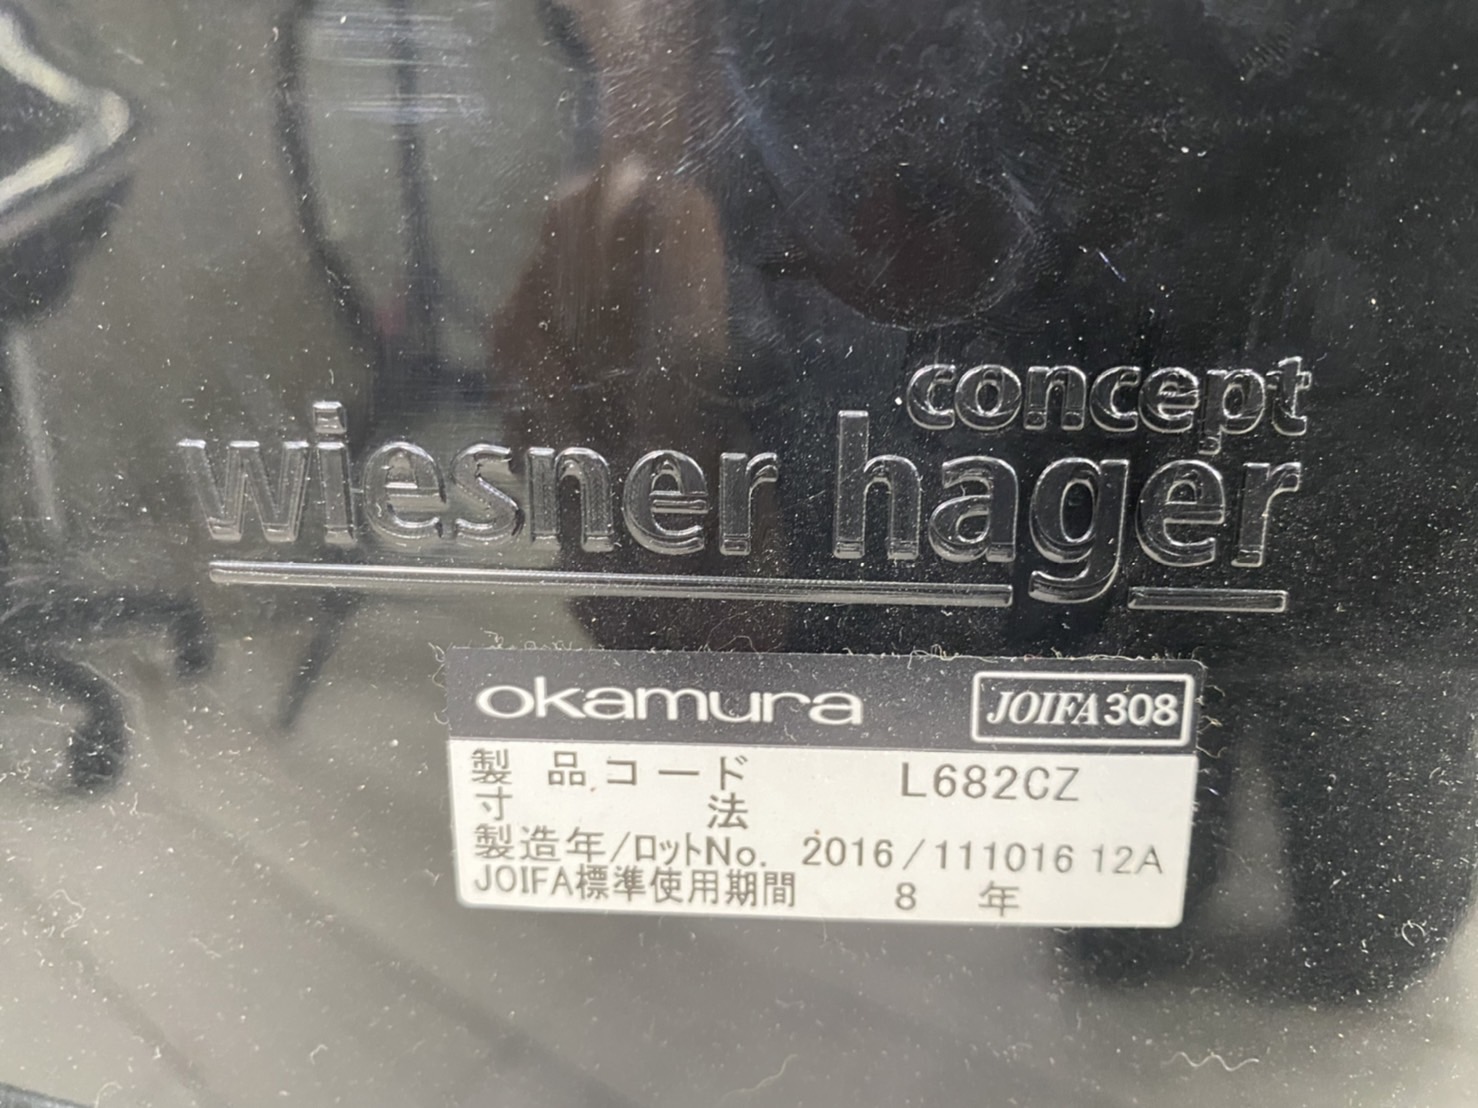 concept
wiesner hager
okamura JOIFA308
製品コード L682CZ
寸法
製造年/ロットNo. 2016/111016 12A
JOIFA標準使用期間 8年